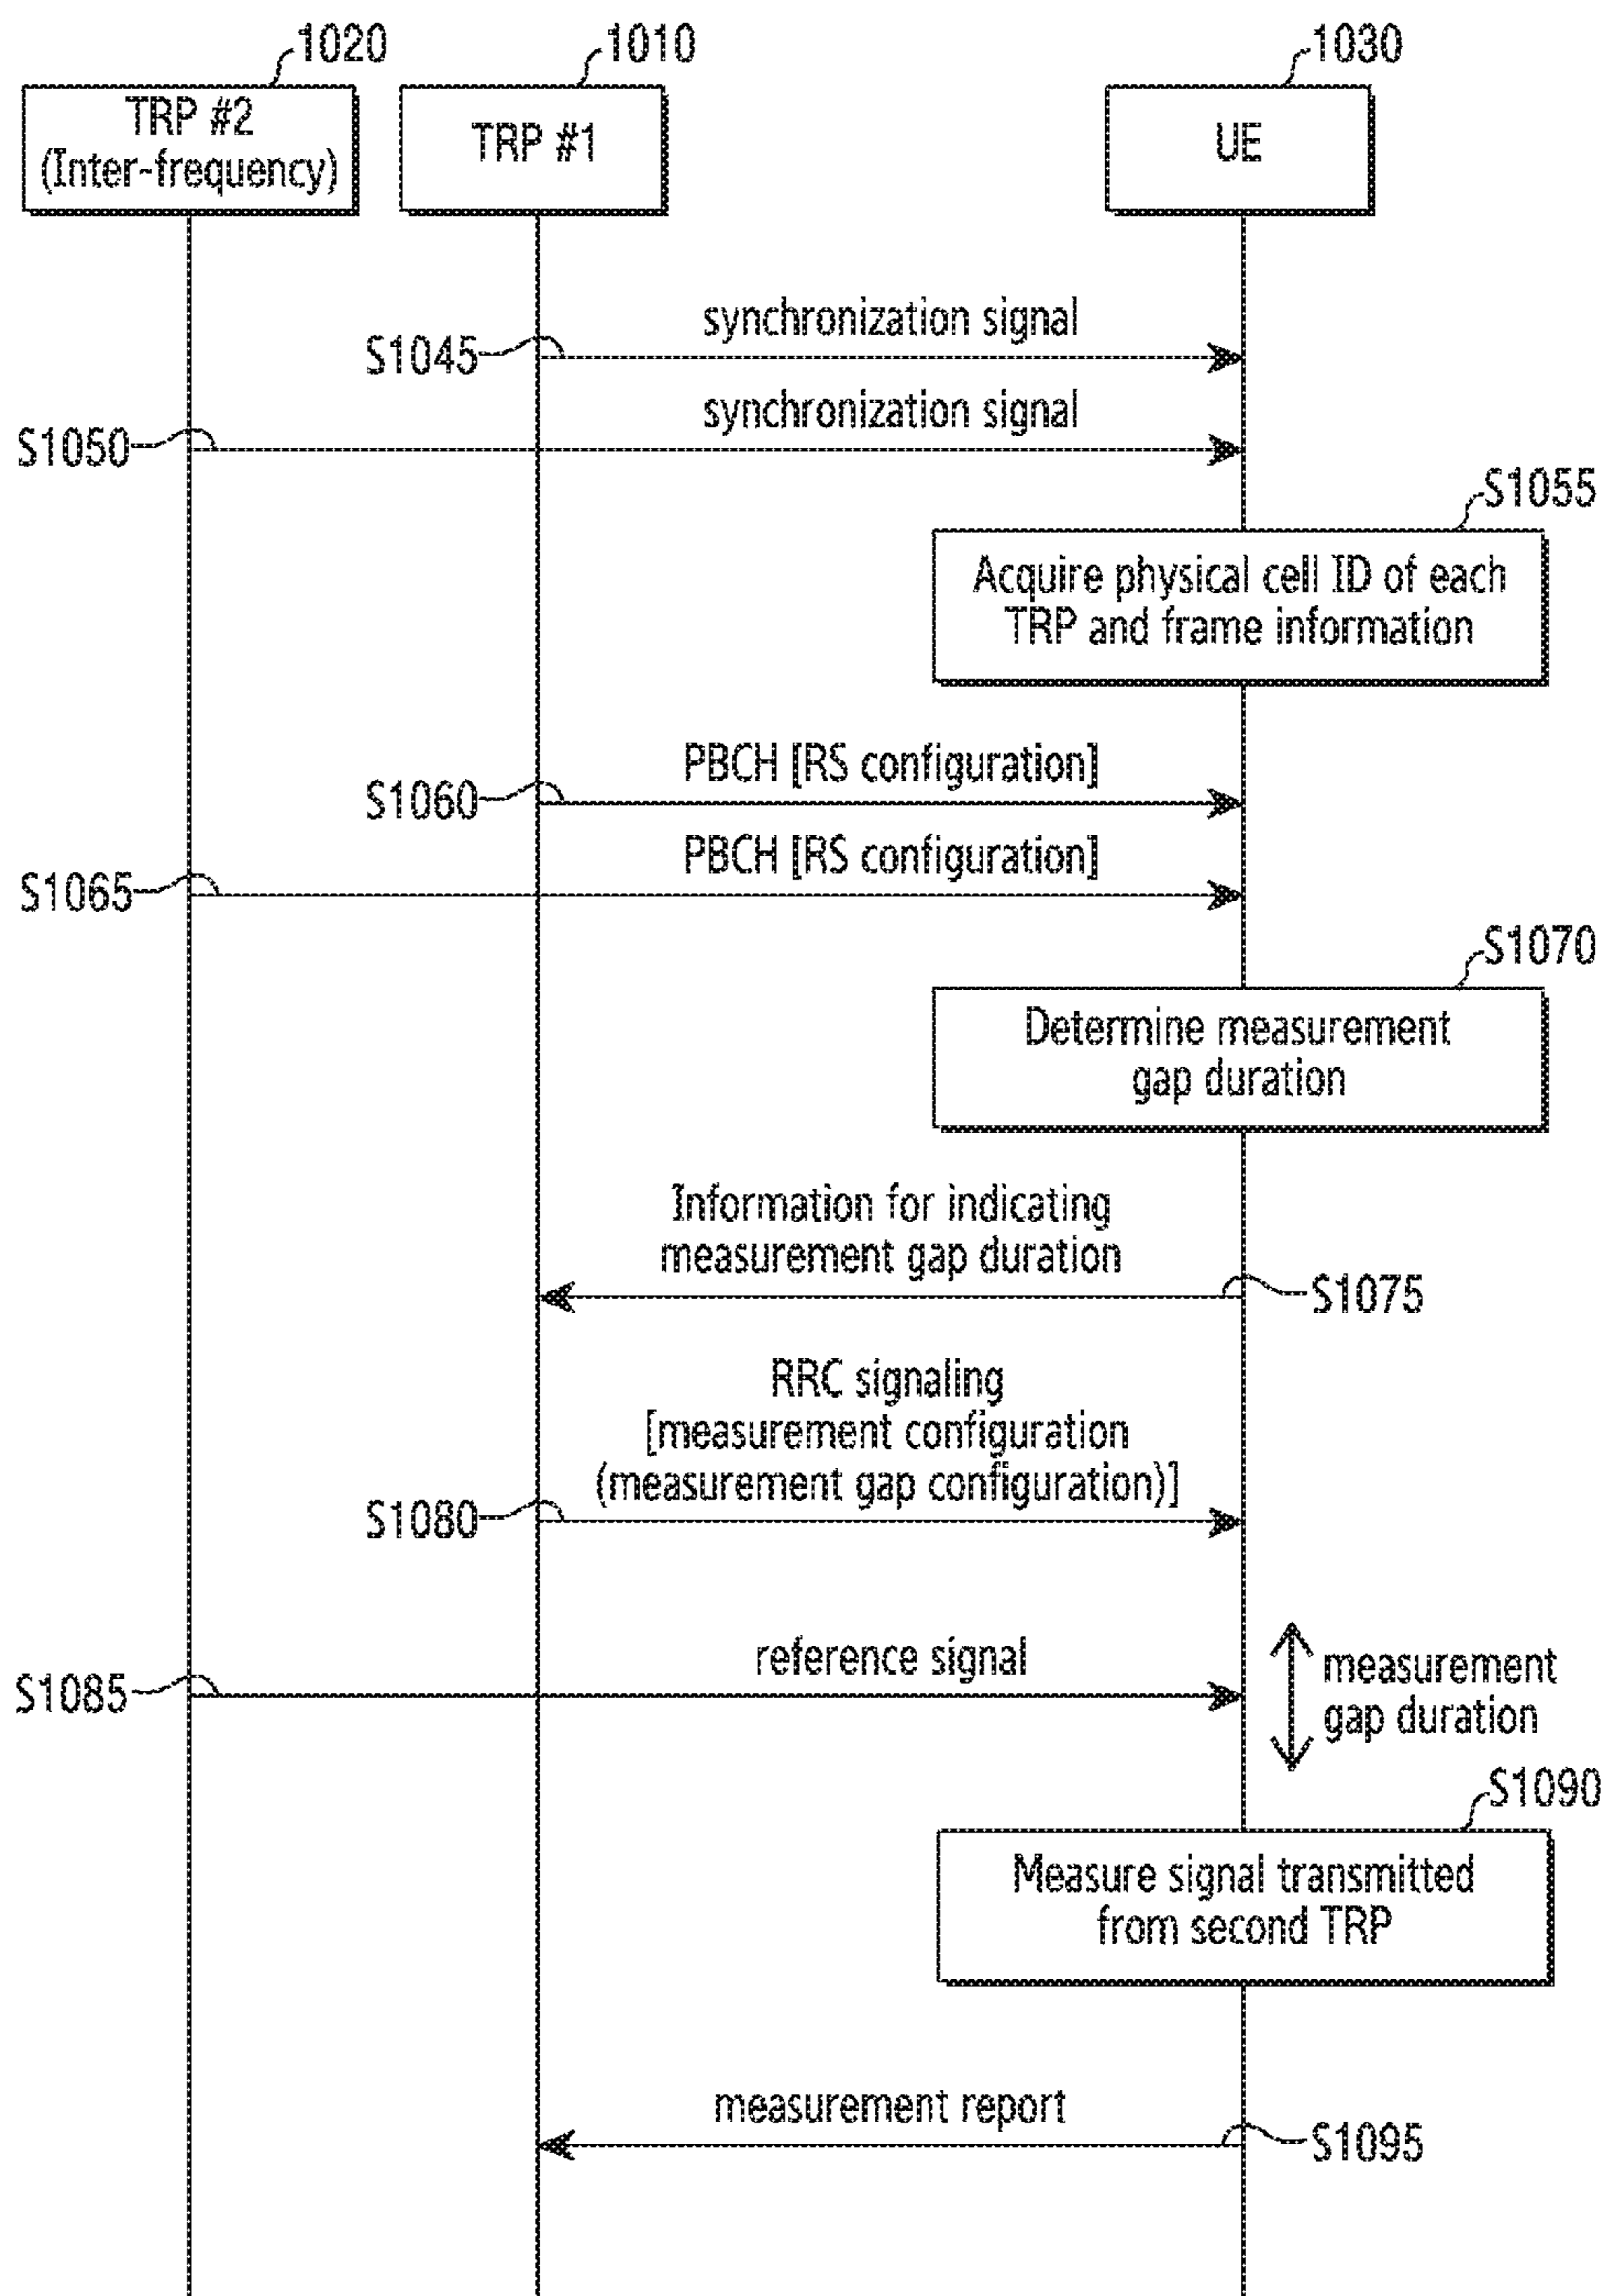 1020
1010
1030
TRP #2
(Inter-frequency)
TRP #1
UE
synchronization signal
S1045
synchronization signal
S1050
S1055
Acquire physical cell ID of each
TRP and frame information
PBCH [RS configuration]
S1060
PBCH [RS configuration]
S1065
S1070
Determine measurement
gap duration
Information for indicating
measurement gap duration
S1075
RRC signaling
[measurement configuration
(measurement gap configuration)]
S1080
reference signal
S1085
measurement
gap duration
S1090
Measure signal transmitted
from second TRP
measurement report
S1095